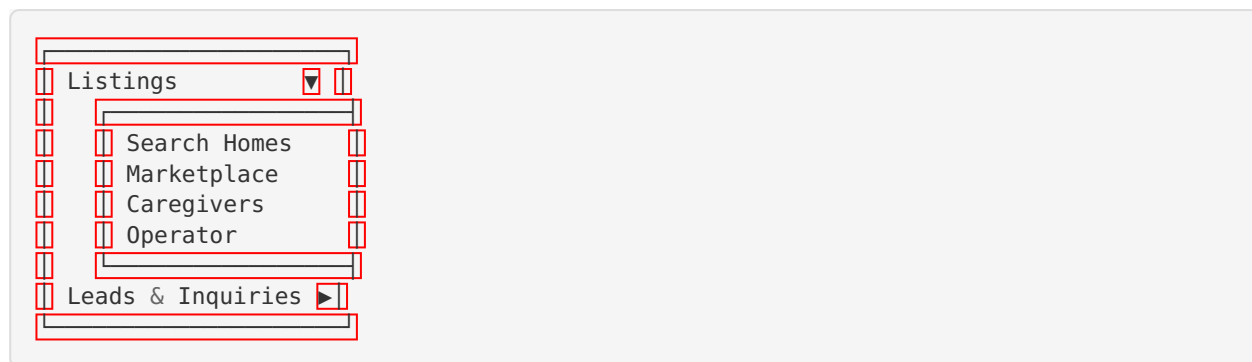 Listings ▼
Search Homes
Marketplace
Caregivers
Operator
Leads & Inquiries ▶